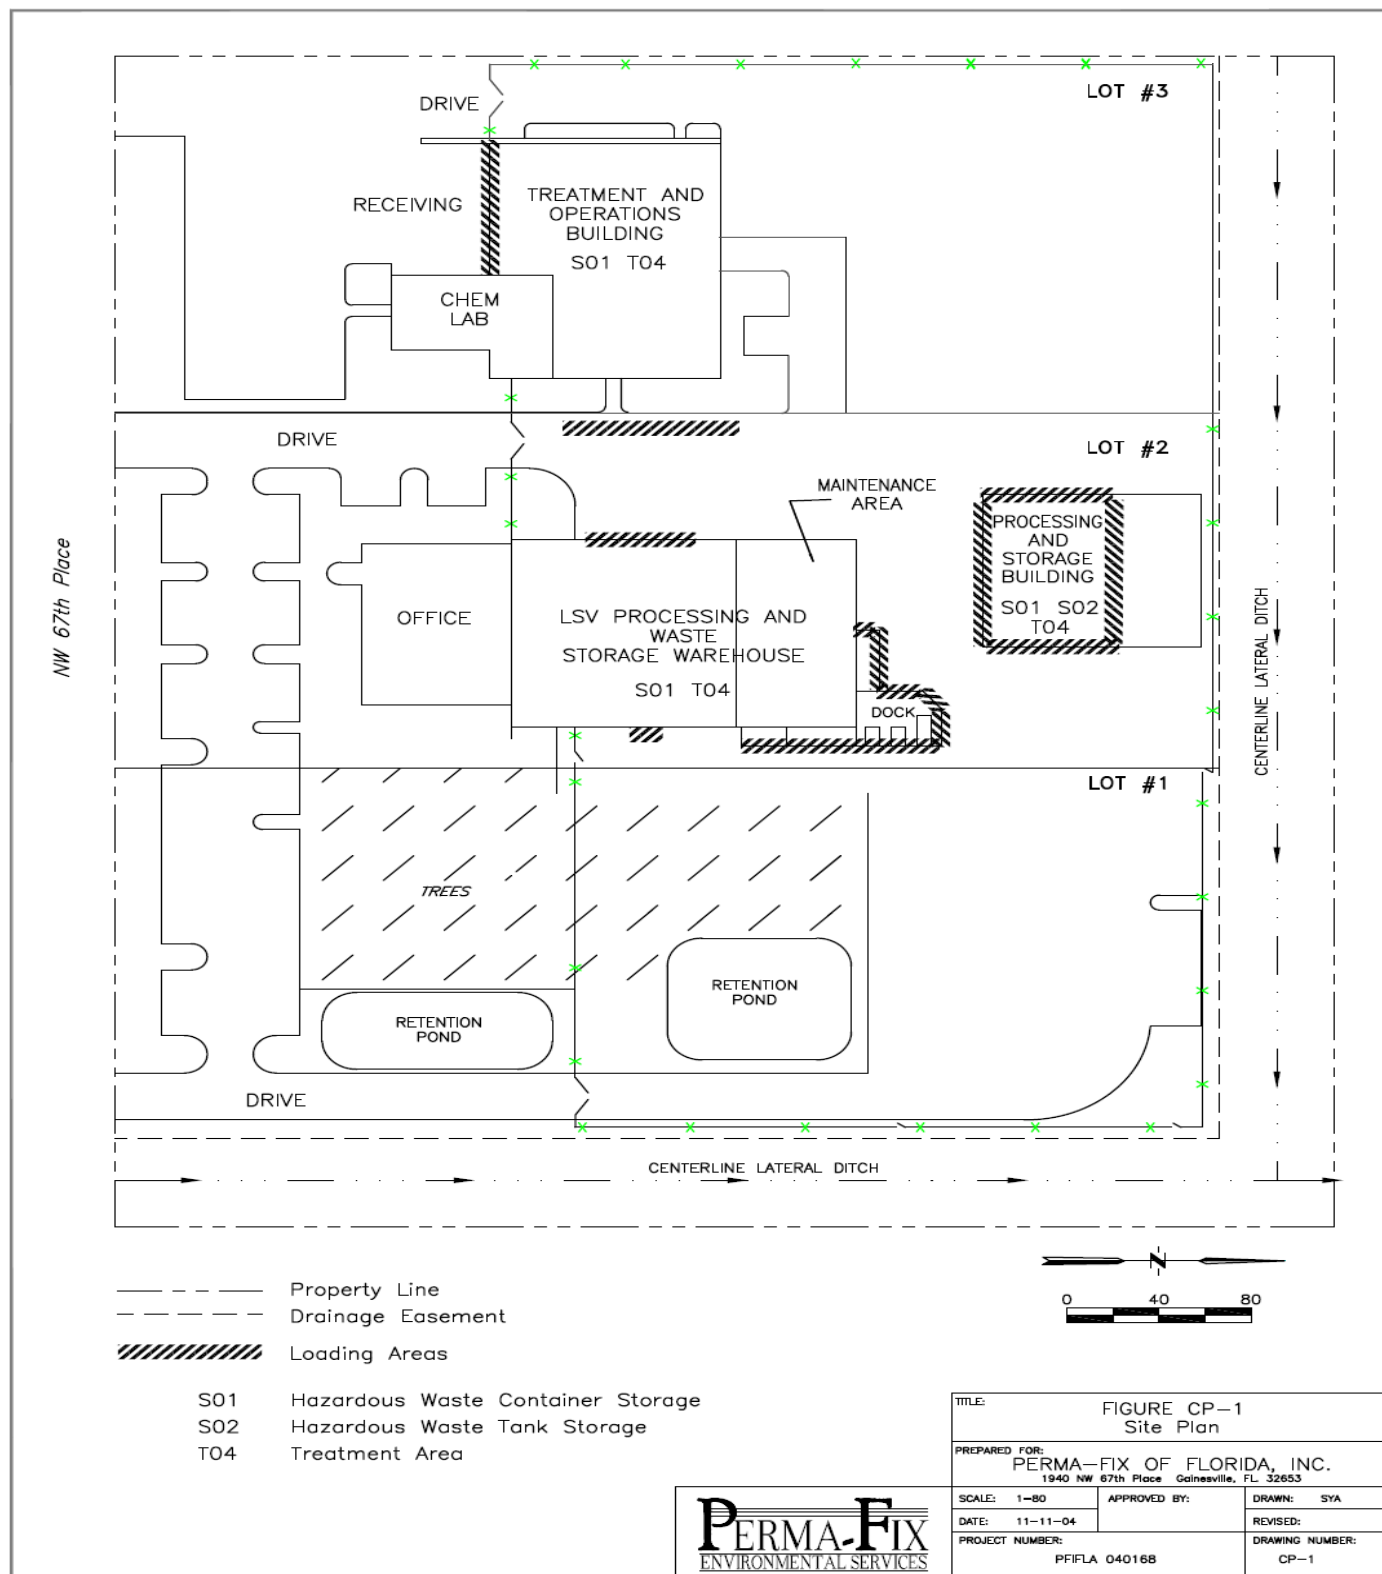 LOT #3
DRIVE
TREATMENT AND
OPERATIONS
BUILDING
S01 T04
RECEIVING
CHEM
LAB
DRIVE
LOT #2
MAINTENANCE
AREA
PROCESSING
AND
STORAGE
BUILDING
S01 S02
T04
NW 67th Place
OFFICE
LSV PROCESSING AND
WASTE
STORAGE WAREHOUSE
S01 T04
DOCK
CENTERLINE LATERAL DITCH
LOT #1
TREES
RETENTION
POND
RETENTION
POND
DRIVE
CENTERLINE LATERAL DITCH
N
0 40 80
Property Line
Drainage Easement
Loading Areas
S01 Hazardous Waste Container Storage
S02 Hazardous Waste Tank Storage
T04 Treatment Area
TITLE:
FIGURE CP-1
Site Plan
PREPARED FOR:
PERMA-FIX OF FLORIDA, INC.
1940 NW 67th Place Gainesville, FL 32653
SCALE: 1-80 APPROVED BY: DRAWN: SYA
DATE: 11-11-04 REVISED:
PROJECT NUMBER: DRAWING NUMBER:
PFIFLA 040168 CP-1
PERMA-FIX
ENVIRONMENTAL SERVICES